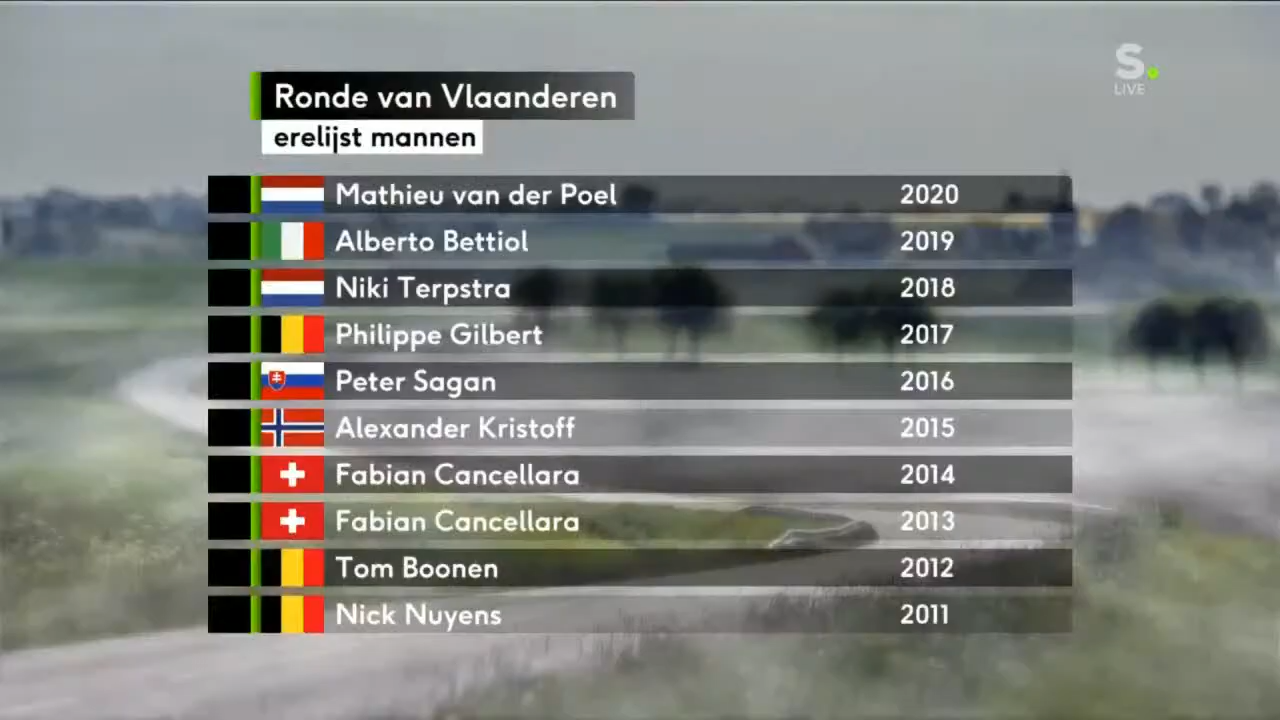 S.
LIVE
Ronde van Vlaanderen
erelijst mannen
Mathieu van der Poel 2020
Alberto Bettiol 2019
Niki Terpstra 2018
Philippe Gilbert 2017
Peter Sagan 2016
Alexander Kristoff 2015
Fabian Cancellara 2014
Fabian Cancellara 2013
Tom Boonen 2012
Nick Nuyens 2011